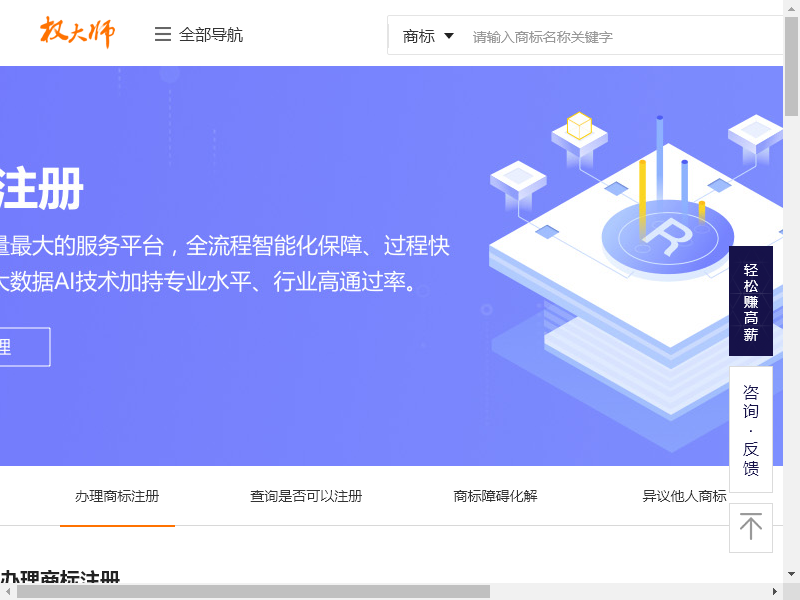 权大师
全部导航
商标
请输入商标名称关键字
注册
量最大的服务平台，全流程智能化保障、过程快
大数据AI技术加持专业水平、行业高通过率。
理
R
轻松赚高薪
咨询·反馈
办理商标注册
查询是否可以注册
商标障碍化解
异议他人商标
办理商标注册